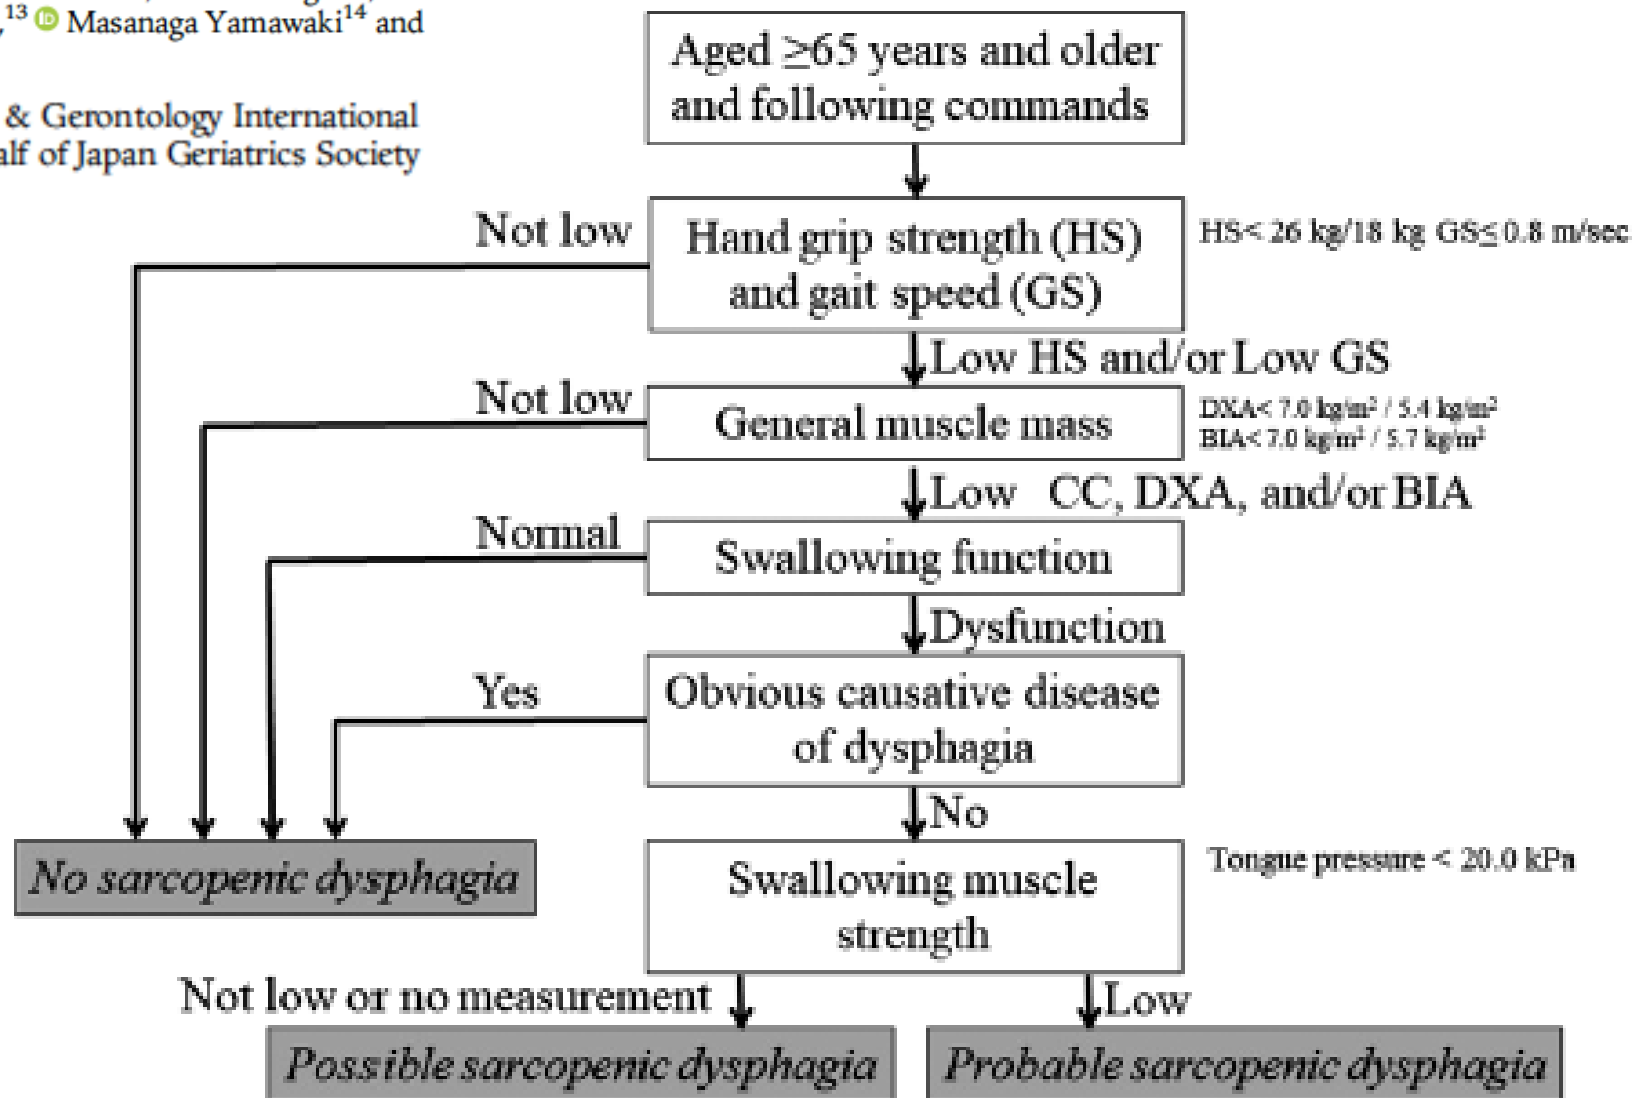 ,¹³ iD Masanaga Yamawaki¹⁴ and
& Gerontology International
alf of Japan Geriatrics Society
Aged ≥65 years and older
and following commands
Not low
Hand grip strength (HS)
and gait speed (GS)
HS< 26 kg/18 kg GS≤0.8 m/sec
Low HS and/or Low GS
Not low
General muscle mass
DXA< 7.0 kg/m² / 5.4 kg/m²
BIA< 7.0 kg/m² / 5.7 kg/m²
Low CC, DXA, and/or BIA
Normal
Swallowing function
Dysfunction
Yes
Obvious causative disease
of dysphagia
No
No sarcopenic dysphagia
Swallowing muscle
strength
Tongue pressure < 20.0 kPa
Not low or no measurement
Low
Possible sarcopenic dysphagia
Probable sarcopenic dysphagia